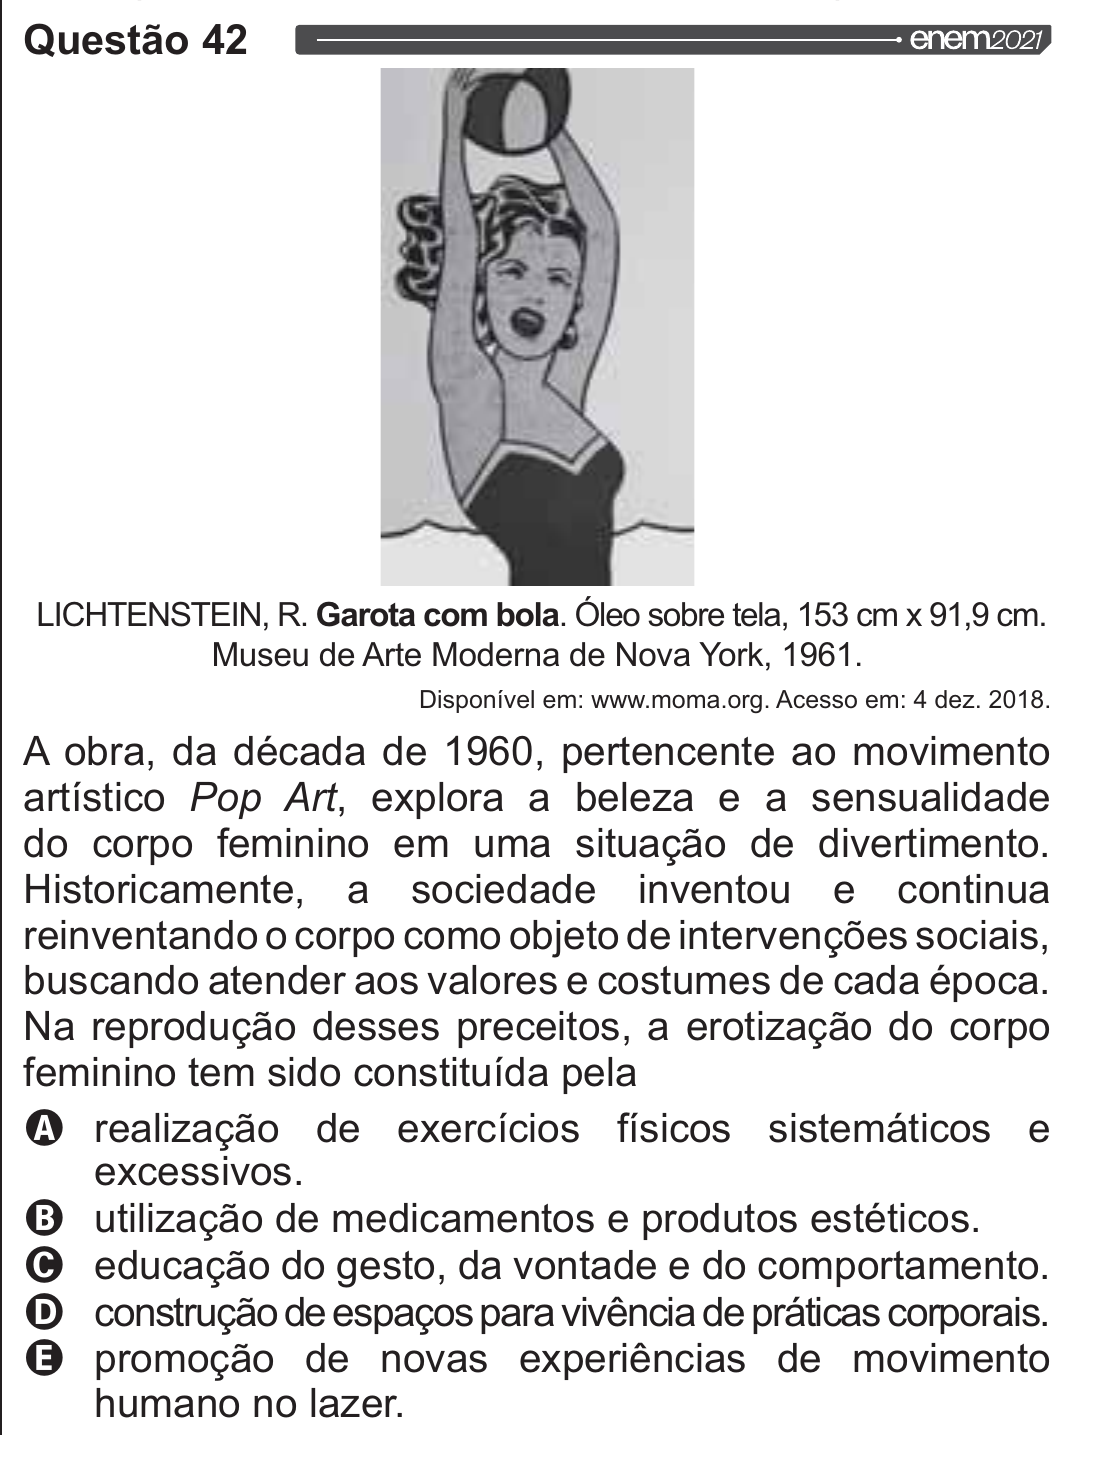 Questão 42
enem2021
LICHTENSTEIN, R. Garota com bola. Óleo sobre tela, 153 cm x 91,9 cm.
Museu de Arte Moderna de Nova York, 1961.
Disponível em: www.moma.org. Acesso em: 4 dez. 2018.
A obra, da década de 1960, pertencente ao movimento
artístico Pop Art, explora a beleza e a sensualidade
do corpo feminino em uma situação de divertimento.
Historicamente, a sociedade inventou e continua
reinventando o corpo como objeto de intervenções sociais,
buscando atender aos valores e costumes de cada época.
Na reprodução desses preceitos, a erotização do corpo
feminino tem sido constituída pela
A realização de exercícios físicos sistemáticos e
excessivos.
B utilização de medicamentos e produtos estéticos.
C educação do gesto, da vontade e do comportamento.
D construção de espaços para vivência de práticas corporais.
E promoção de novas experiências de movimento
humano no lazer.